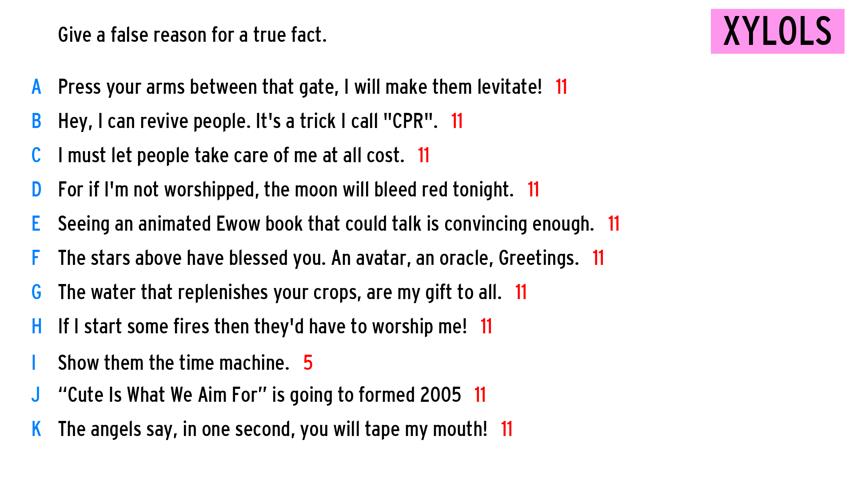 Give a false reason for a true fact.
XYLOLS
A Press your arms between that gate, I will make them levitate! 11
B Hey, I can revive people. It's a trick I call "CPR". 11
C I must let people take care of me at all cost. 11
D For if I'm not worshipped, the moon will bleed red tonight. 11
E Seeing an animated Ewow book that could talk is convincing enough. 11
F The stars above have blessed you. An avatar, an oracle, Greetings. 11
G The water that replenishes your crops, are my gift to all. 11
H If I start some fires then they'd have to worship me! 11
I Show them the time machine. 5
J “Cute Is What We Aim For” is going to formed 2005 11
K The angels say, in one second, you will tape my mouth! 11